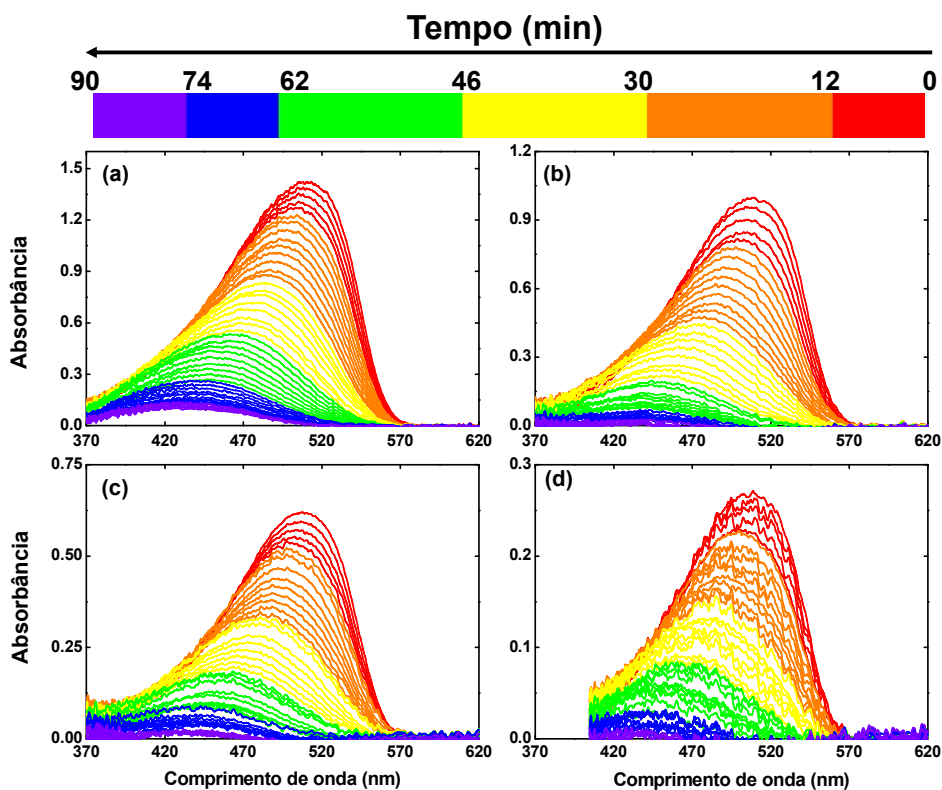 Tempo (min)
90 74 62 46 30 12 0
(a)
1.5
1.2
0.9
0.6
0.3
0.0
370 420 470 520 570 620
Absorbância
(b)
1.2
0.9
0.6
0.3
0.0
370 420 470 520 570 620
(c)
0.75
0.50
0.25
0.00
370 420 470 520 570 620
Absorbância
Comprimento de onda (nm)
(d)
0.3
0.2
0.1
0.0
370 420 470 520 570 620
Comprimento de onda (nm)